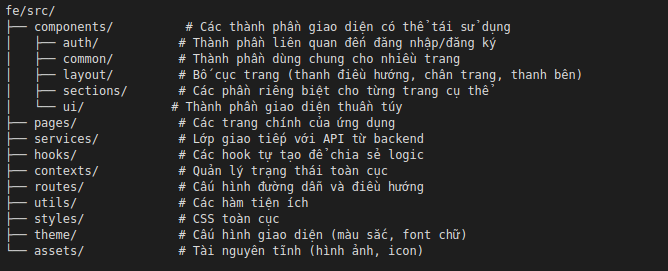 fe/src/
├── components/          # Các thành phần giao diện có thể tái sử dụng
│   ├── auth/           # Thành phần liên quan đến đăng nhập/đăng ký
│   ├── common/         # Thành phần dùng chung cho nhiều trang
│   ├── layout/         # Bố cục trang (thanh điều hướng, chân trang, thanh bên)
│   ├── sections/       # Các phần riêng biệt cho từng trang cụ thể
│   └── ui/            # Thành phần giao diện thuần túy
├── pages/              # Các trang chính của ứng dụng
├── services/           # Lớp giao tiếp với API từ backend
├── hooks/              # Các hook tự tạo để chia sẻ logic
├── contexts/           # Quản lý trạng thái toàn cục
├── routes/             # Cấu hình đường dẫn và điều hướng
├── utils/              # Các hàm tiện ích
├── styles/             # CSS toàn cục
├── theme/              # Cấu hình giao diện (màu sắc, font chữ)
└── assets/             # Tài nguyên tĩnh (hình ảnh, icon)